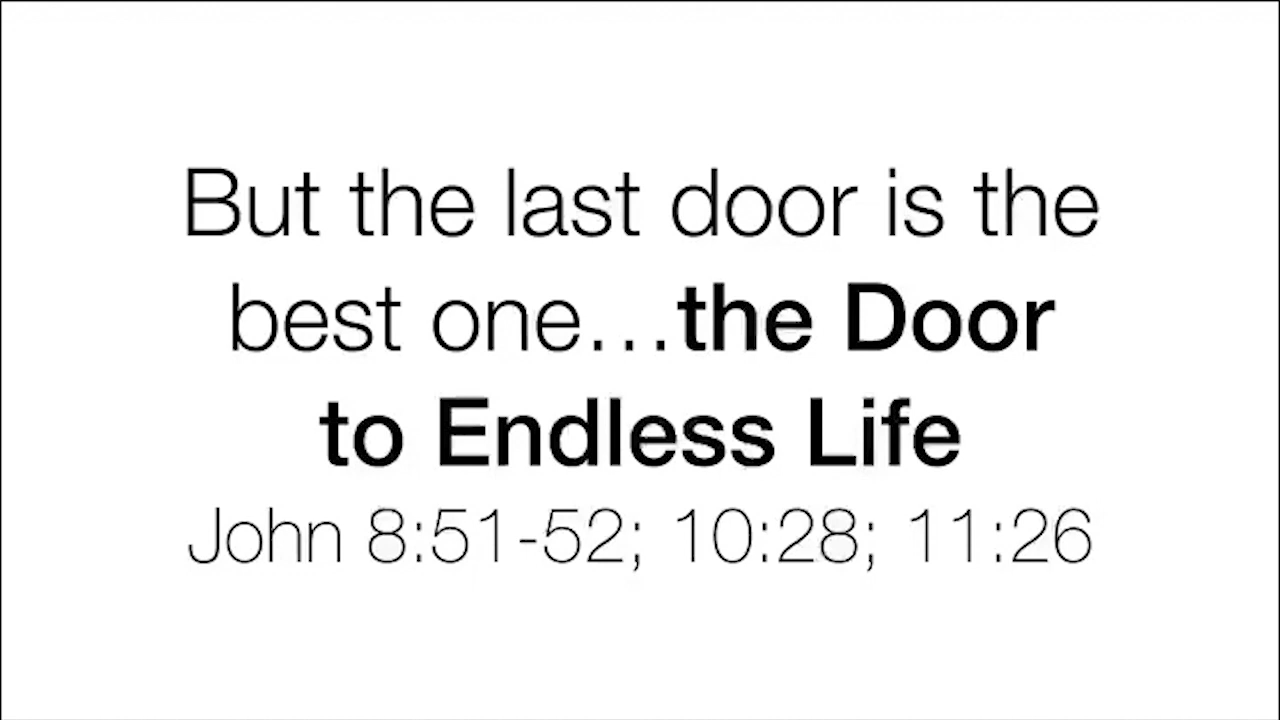 But the last door is the
best one...the Door
to Endless Life
John 8:51-52; 10:28; 11:26